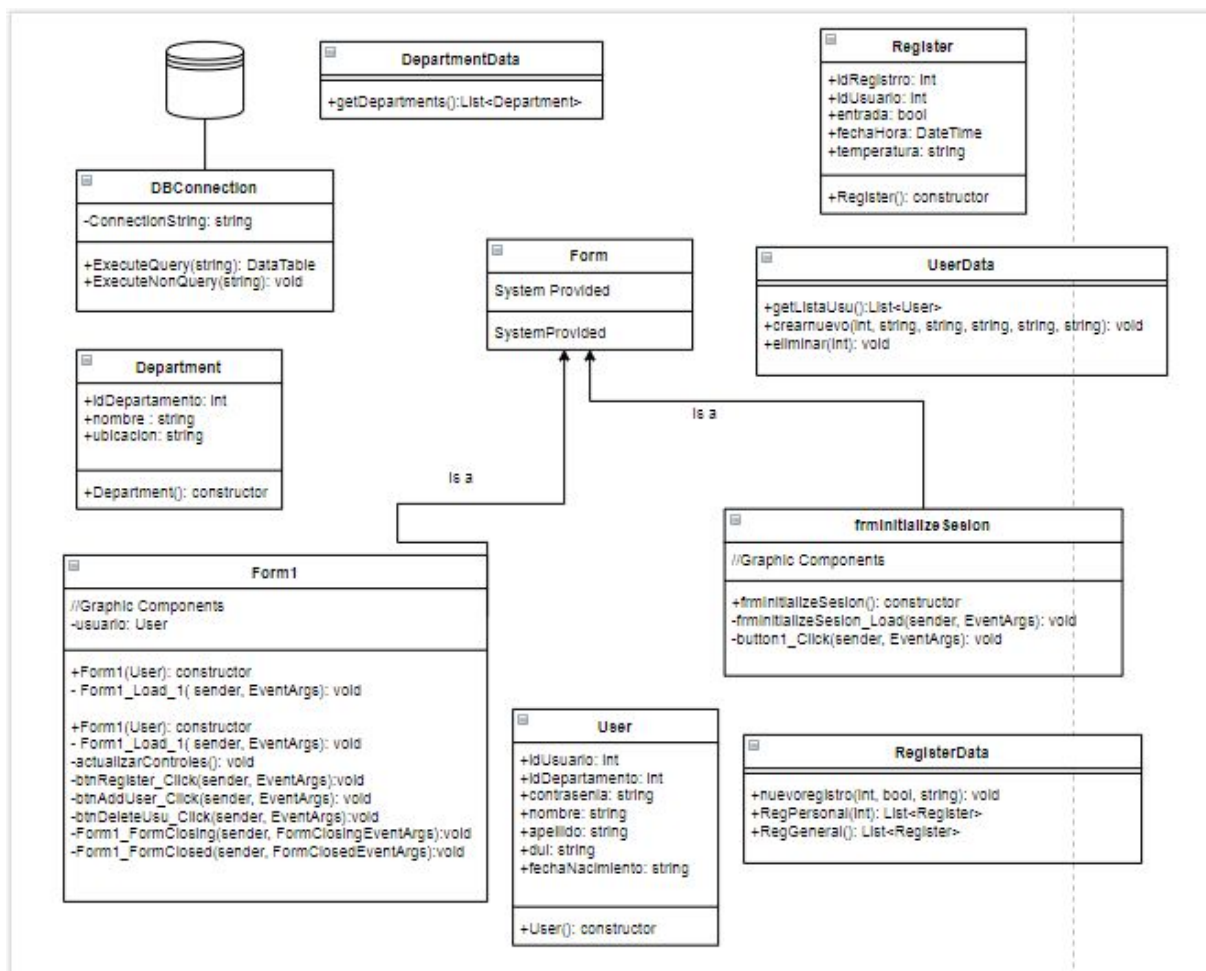 DepartmentData
+getDepartments():List<Department>
Register
+idRegistrro: int
+idUsuario: int
+entrada: bool
+fechaHora: DateTime
+temperatura: string
+Register(): constructor
DBConnection
-ConnectionString: string
+ExecuteQuery(string): DataTable
+ExecuteNonQuery(string): void
Form
System Provided
SystemProvided
UserData
+getListaUsu():List<User>
+crearnuevo(int, string, string, string, string, string): void
+eliminar(int): void
Department
+idDepartamento: int
+nombre : string
+ubicacion: string
+Department(): constructor
is a
is a
Form1
//Graphic Components
-usuario: User
+Form1(User): constructor
- Form1_Load_1( sender, EventArgs): void
+Form1(User): constructor
- Form1_Load_1( sender, EventArgs): void
-actualizarControles(): void
-btnRegister_Click(sender, EventArgs):void
-btnAddUser_Click(sender, EventArgs): void
-btnDeleteUsu_Click(sender, EventArgs):void
-Form1_FormClosing(sender, FormClosingEventArgs):void
-Form1_FormClosed(sender, FormClosedEventArgs):void
frmInitializeSesion
//Graphic Components
+frmInitializeSesion(): constructor
-frmInitializeSesion_Load(sender, EventArgs): void
-button1_Click(sender, EventArgs): void
User
+idUsuario: int
+idDepartamento: int
+contrasenia: string
+nombre: string
+apellido: string
+dui: string
+fechaNacimiento: string
+User(): constructor
RegisterData
+nuevoregistro(int, bool, string): void
+RegPersonal(int): List<Register>
+RegGeneral(): List<Register>